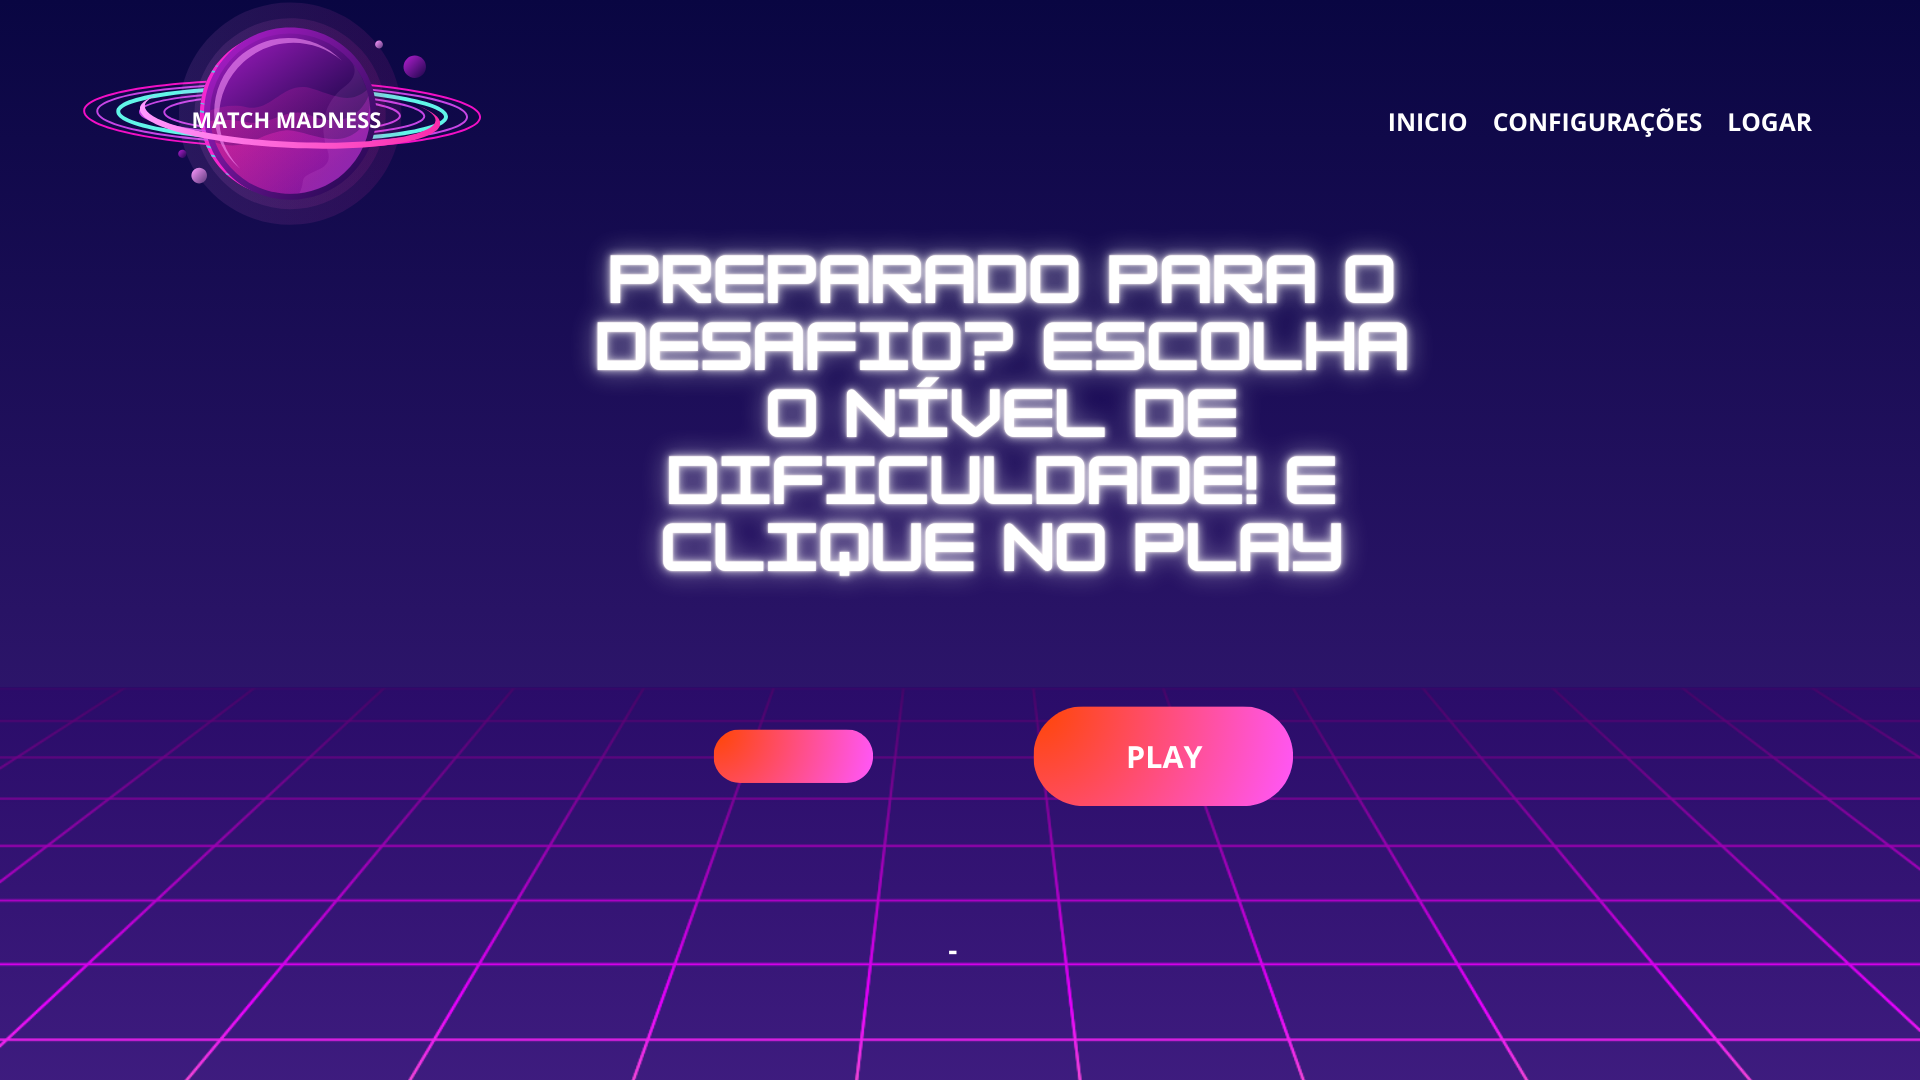 MATCH MADNESS
INICIO CONFIGURAÇÕES LOGAR
PREPARADO PARA O
DESAFIO? ESCOLHA
O NÍVEL DE
DIFICULDADE! E
CLIQUE NO PLAY
PLAY
-